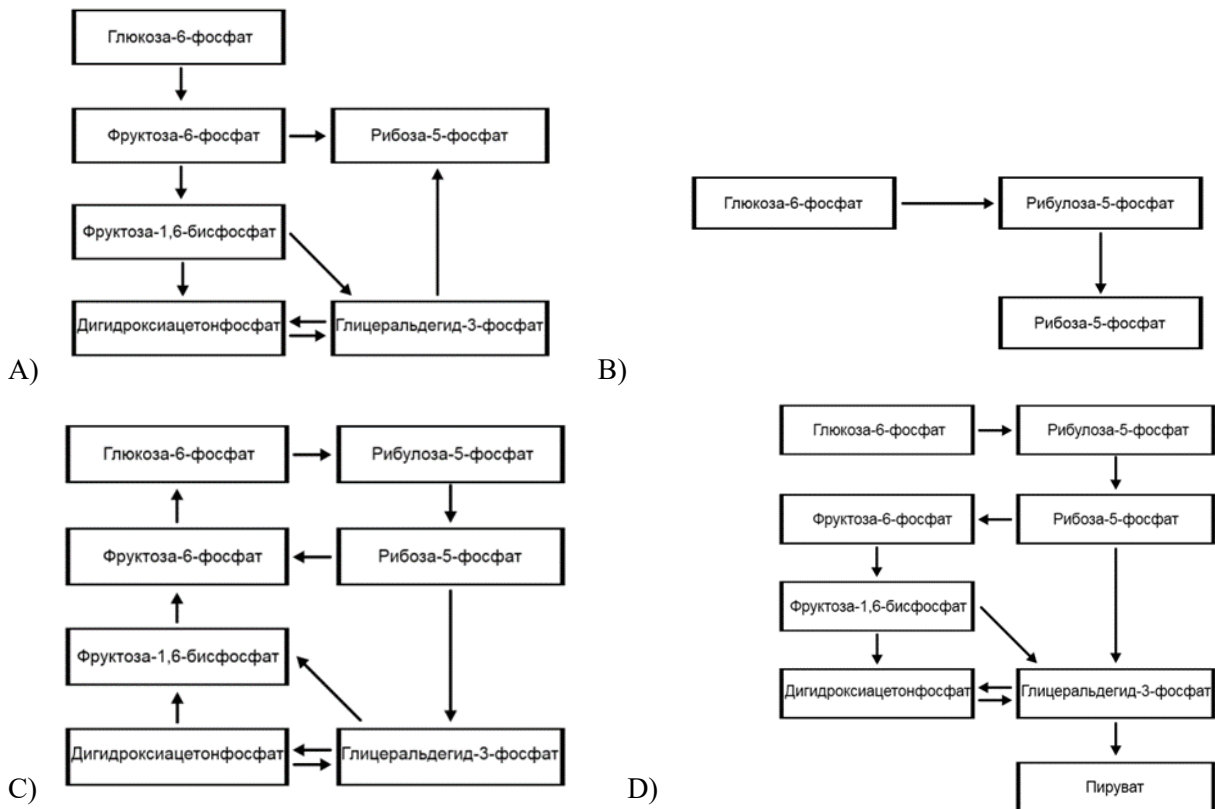 Глюкоза-6-фосфат
Фруктоза-6-фосфат
Рибоза-5-фосфат
Фруктоза-1,6-бисфосфат
Дигидроксиацетонфосфат
Глицеральдегид-3-фосфат
A)
Глюкоза-6-фосфат
Рибулоза-5-фосфат
Рибоза-5-фосфат
B)
Глюкоза-6-фосфат
Рибулоза-5-фосфат
Фруктоза-6-фосфат
Рибоза-5-фосфат
Фруктоза-1,6-бисфосфат
Дигидроксиацетонфосфат
Глицеральдегид-3-фосфат
C)
Глюкоза-6-фосфат
Рибулоза-5-фосфат
Фруктоза-6-фосфат
Рибоза-5-фосфат
Фруктоза-1,6-бисфосфат
Дигидроксиацетонфосфат
Глицеральдегид-3-фосфат
Пируват
D)